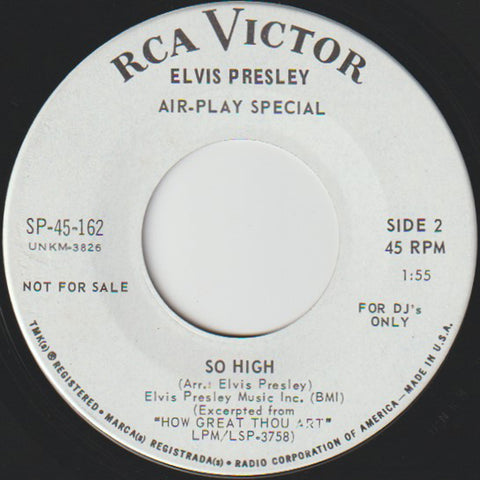 RCA VICTOR
ELVIS PRESLEY
AIR-PLAY SPECIAL
SP-45-162
UNKM-3826
NOT FOR SALE
SIDE 2
45 RPM
1:55
FOR DJ's
ONLY
SO HIGH
(Arr.: Elvis Presley)
Elvis Presley Music Inc. (BMI)
(Excerpted from
"HOW GREAT THOU ART"
LPM/LSP-3758)
TMK(s) ® REGISTERED • MARCA(s) REGISTRADA(s) • RADIO CORPORATION OF AMERICA—MADE IN U.S.A.